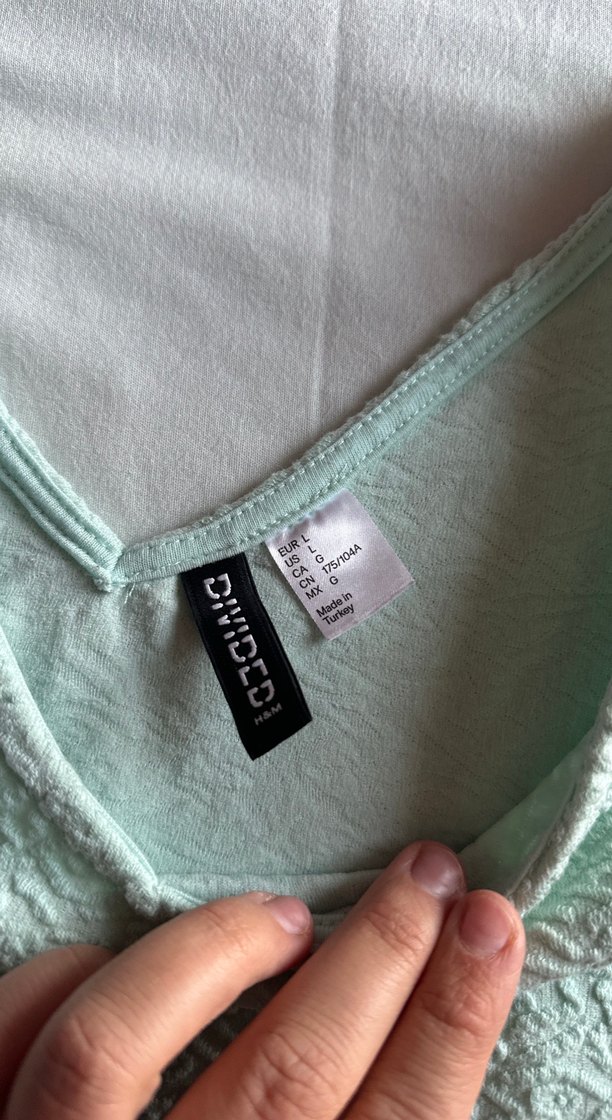 DIVIDED
H&M
EUR L
US L
CA G
CN 175/104A
MX G
Made in
Turkey